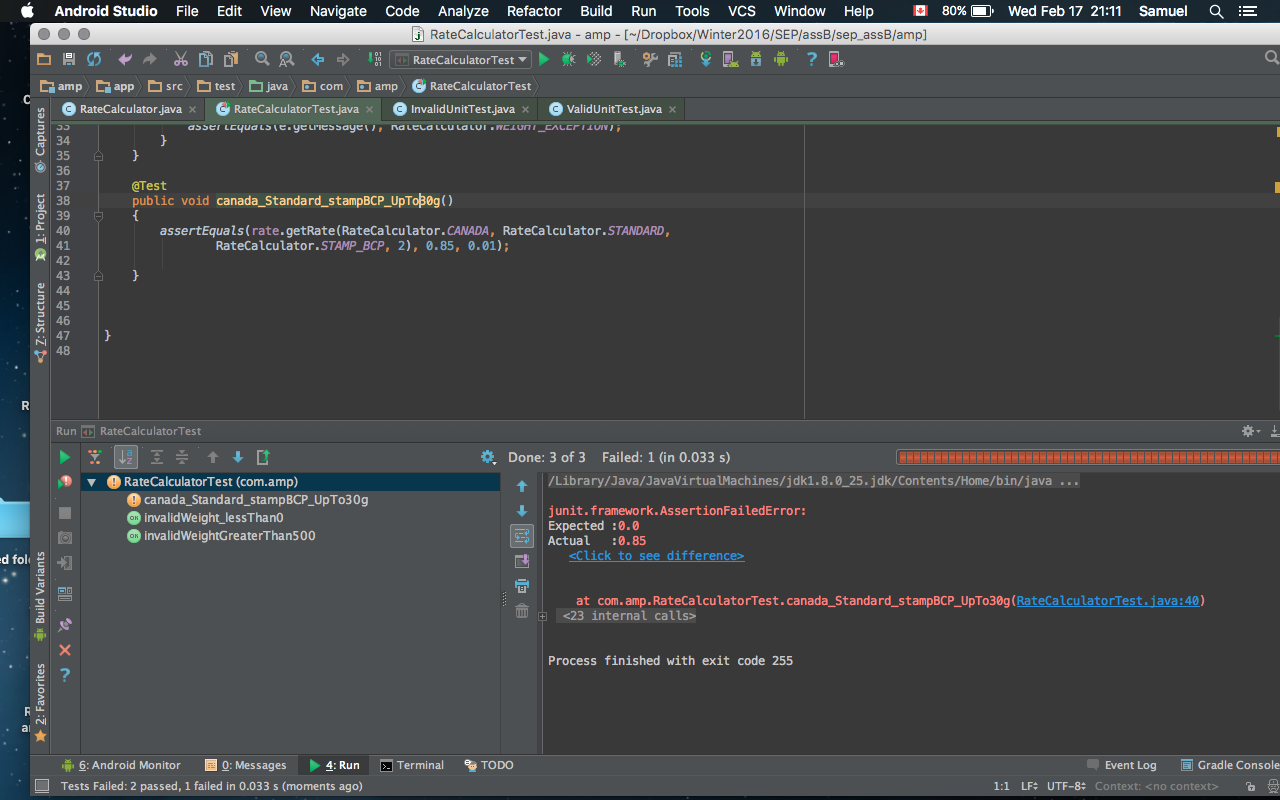 Android Studio File Edit View Navigate Code Analyze Refactor Build Run Tools VCS Window Help 80% Wed Feb 17 21:11 Samuel
RateCalculatorTest.java - amp - [~/Dropbox/Winter2016/SEP/assB/sep_assB/amp]
RateCalculatorTest
amp app src test java com amp RateCalculatorTest
RateCalculator.java RateCalculatorTest.java InvalidUnitTest.java ValidUnitTest.java
Captures
1: Project
7: Structure
Build Variants
2: Favorites
33 assertEquals(e.getMessage(), RateCalculator.WEIGHT_EXCEPTION);
34 }
35 }
36
37 @Test
38 public void canada_Standard_stampBCP_UpTo30g()
39 {
40 assertEquals(rate.getRate(RateCalculator.CANADA, RateCalculator.STANDARD,
41 RateCalculator.STAMP_BCP, 2), 0.85, 0.01);
42
43 }
44
45
46
47 }
48
Run RateCalculatorTest
Done: 3 of 3 Failed: 1 (in 0.033 s)
RateCalculatorTest (com.amp)
canada_Standard_stampBCP_UpTo30g
invalidWeight_lessThan0
invalidWeightGreaterThan500
/Library/Java/JavaVirtualMachines/jdk1.8.0_25.jdk/Contents/Home/bin/java ...
junit.framework.AssertionFailedError:
Expected :0.0
Actual :0.85
<Click to see difference>
at com.amp.RateCalculatorTest.canada_Standard_stampBCP_UpTo30g(RateCalculatorTest.java:40)
<23 internal calls>
Process finished with exit code 255
6: Android Monitor 0: Messages 4: Run Terminal TODO Event Log Gradle Console
Tests Failed: 2 passed, 1 failed in 0.033 s (moments ago) 1:1 LF UTF-8 Context: <no context>
ed fol